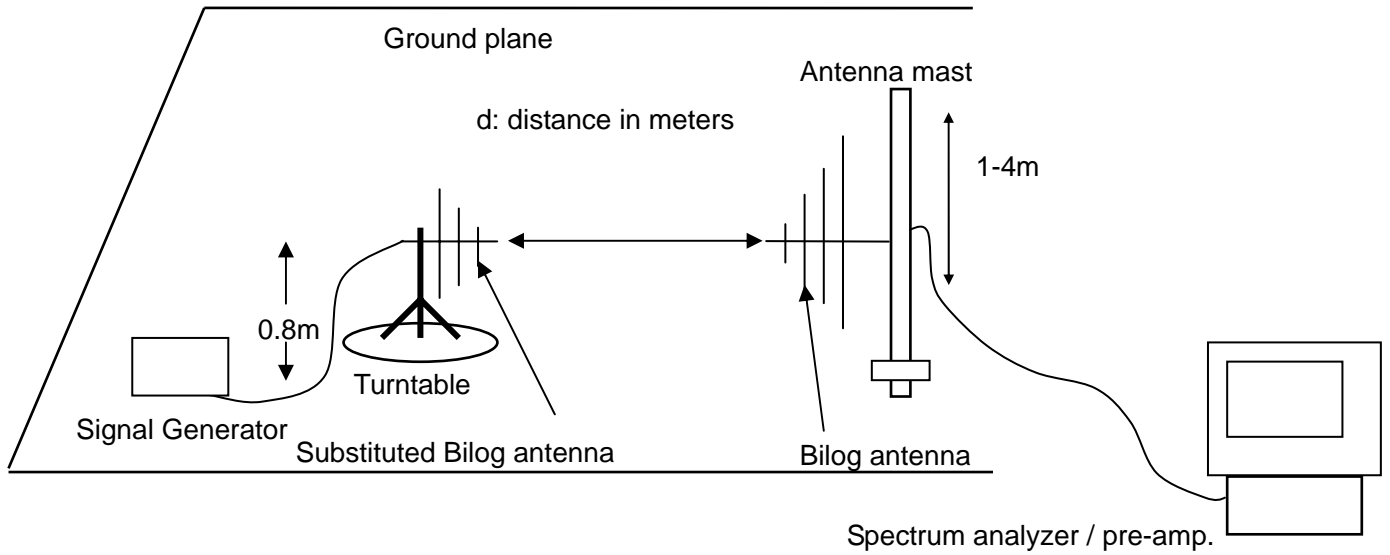 Ground plane
Antenna mast
d: distance in meters
1-4m
0.8m
Turntable
Signal Generator
Substituted Bilog antenna
Bilog antenna
Spectrum analyzer / pre-amp.